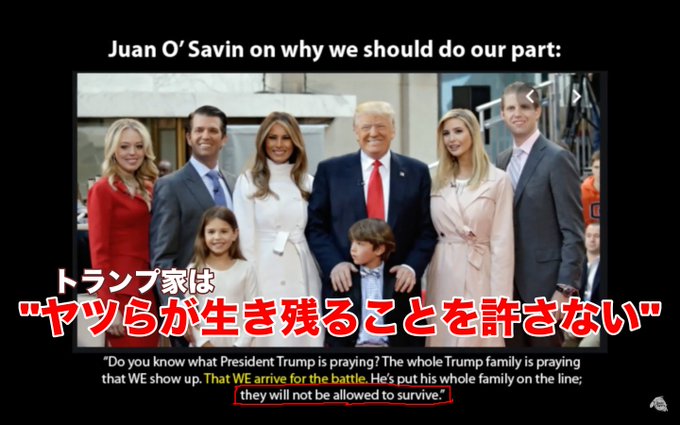 Juan O’ Savin on why we should do our part:
トランプ家は
"ヤツらが生き残ることを許さない"
“Do you know what President Trump is praying? The whole Trump family is praying
that WE show up. That WE arrive for the battle. He's put his whole family on the line;
they will not be allowed to survive.”